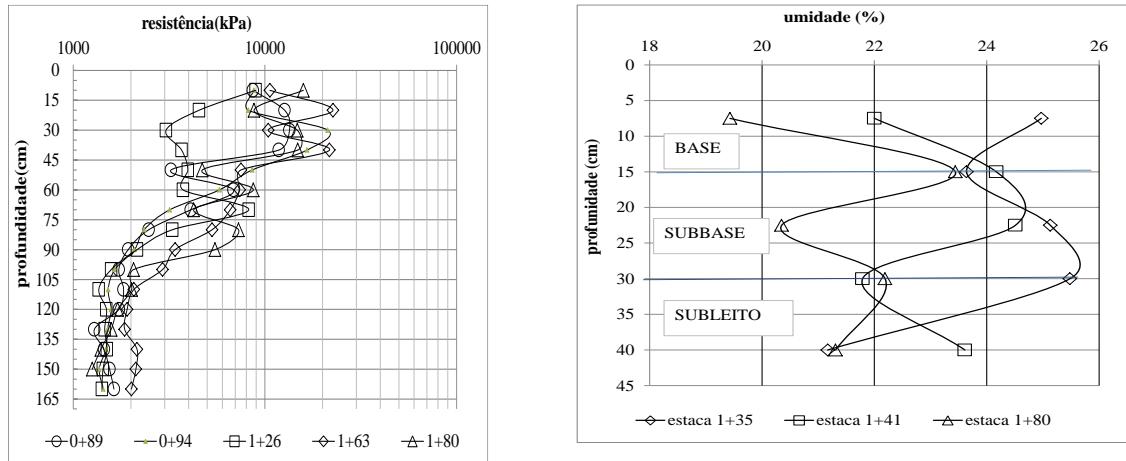 resistência(kPa)
1000 10000 100000
profundidade(cm)
0
15
30
45
60
75
90
105
120
135
150
165
0+89 0+94 1+26 1+63 1+80
umidade (%)
18 20 22 24 26
profunidade (cm)
0
5
10
15
20
25
30
35
40
45
BASE
SUBBASE
SUBLEITO
estaca 1+35 estaca 1+41 estaca 1+80